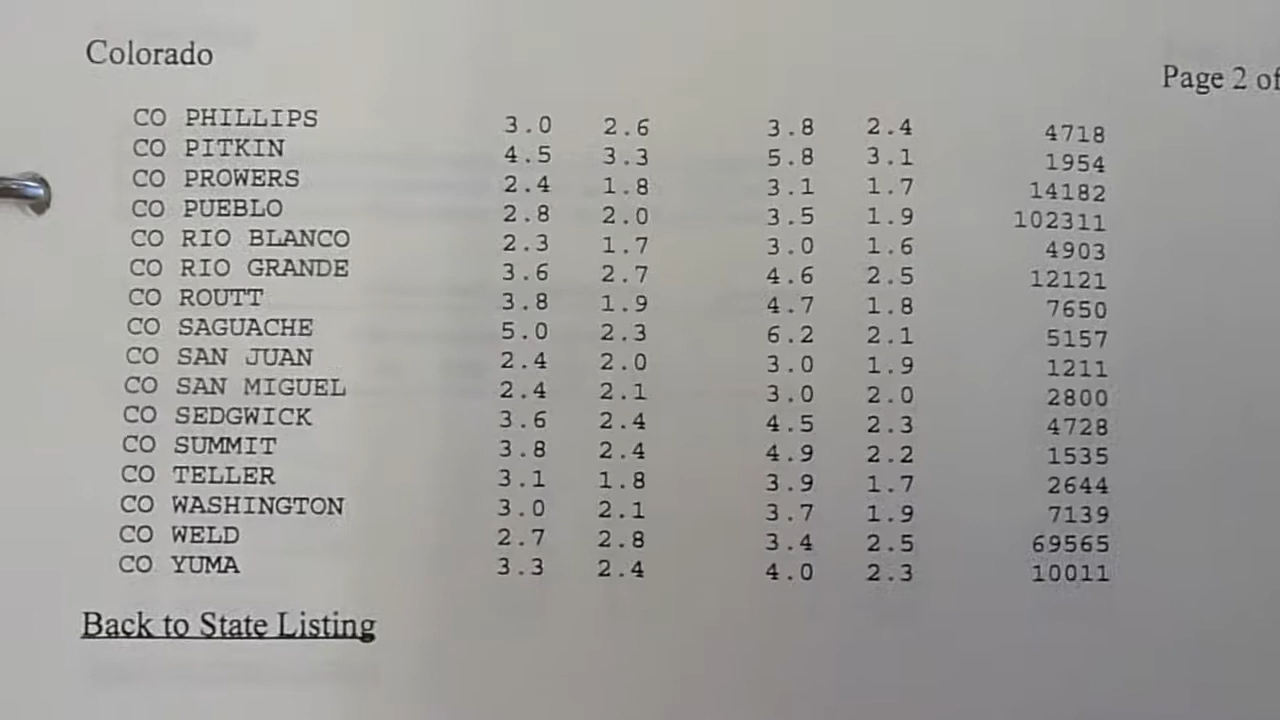 Colorado
Page 2 of
CO PHILLIPS 3.0 2.6 3.8 2.4 4718
CO PITKIN 4.5 3.3 5.8 3.1 1954
CO PROWERS 2.4 1.8 3.1 1.7 14182
CO PUEBLO 2.8 2.0 3.5 1.9 102311
CO RIO BLANCO 2.3 1.7 3.0 1.6 4903
CO RIO GRANDE 3.6 2.7 4.6 2.5 12121
CO ROUTT 3.8 1.9 4.7 1.8 7650
CO SAGUACHE 5.0 2.3 6.2 2.1 5157
CO SAN JUAN 2.4 2.0 3.0 1.9 1211
CO SAN MIGUEL 2.4 2.1 3.0 2.0 2800
CO SEDGWICK 3.6 2.4 4.5 2.3 4728
CO SUMMIT 3.8 2.4 4.9 2.2 1535
CO TELLER 3.1 1.8 3.9 1.7 2644
CO WASHINGTON 3.0 2.1 3.7 1.9 7139
CO WELD 2.7 2.8 3.4 2.5 69565
CO YUMA 3.3 2.4 4.0 2.3 10011
Back to State Listing